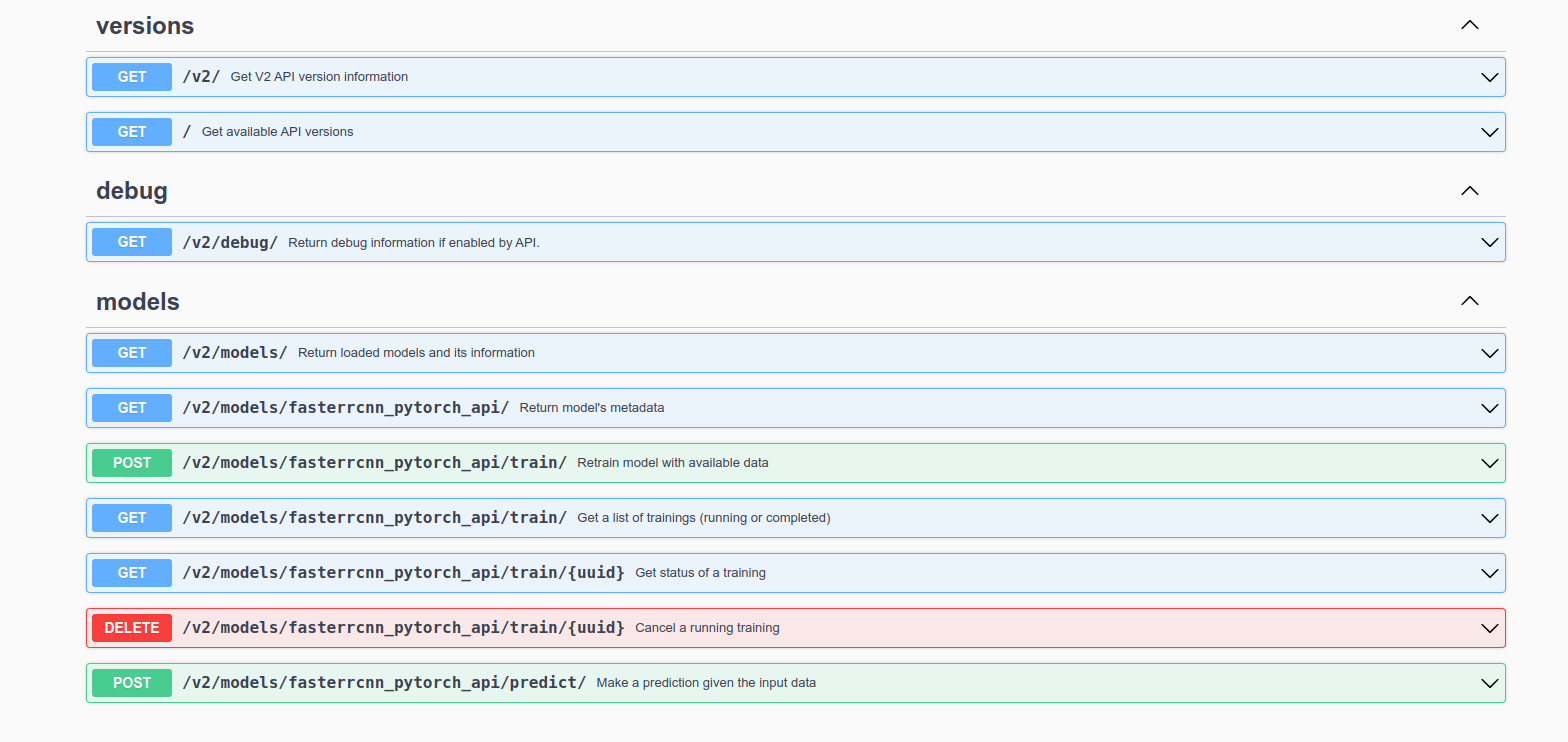 versions
GET /v2/ Get V2 API version information
GET / Get available API versions
debug
GET /v2/debug/ Return debug information if enabled by API.
models
GET /v2/models/ Return loaded models and its information
GET /v2/models/fasterrcnn_pytorch_api/ Return model's metadata
POST /v2/models/fasterrcnn_pytorch_api/train/ Retrain model with available data
GET /v2/models/fasterrcnn_pytorch_api/train/ Get a list of trainings (running or completed)
GET /v2/models/fasterrcnn_pytorch_api/train/{uuid} Get status of a training
DELETE /v2/models/fasterrcnn_pytorch_api/train/{uuid} Cancel a running training
POST /v2/models/fasterrcnn_pytorch_api/predict/ Make a prediction given the input data